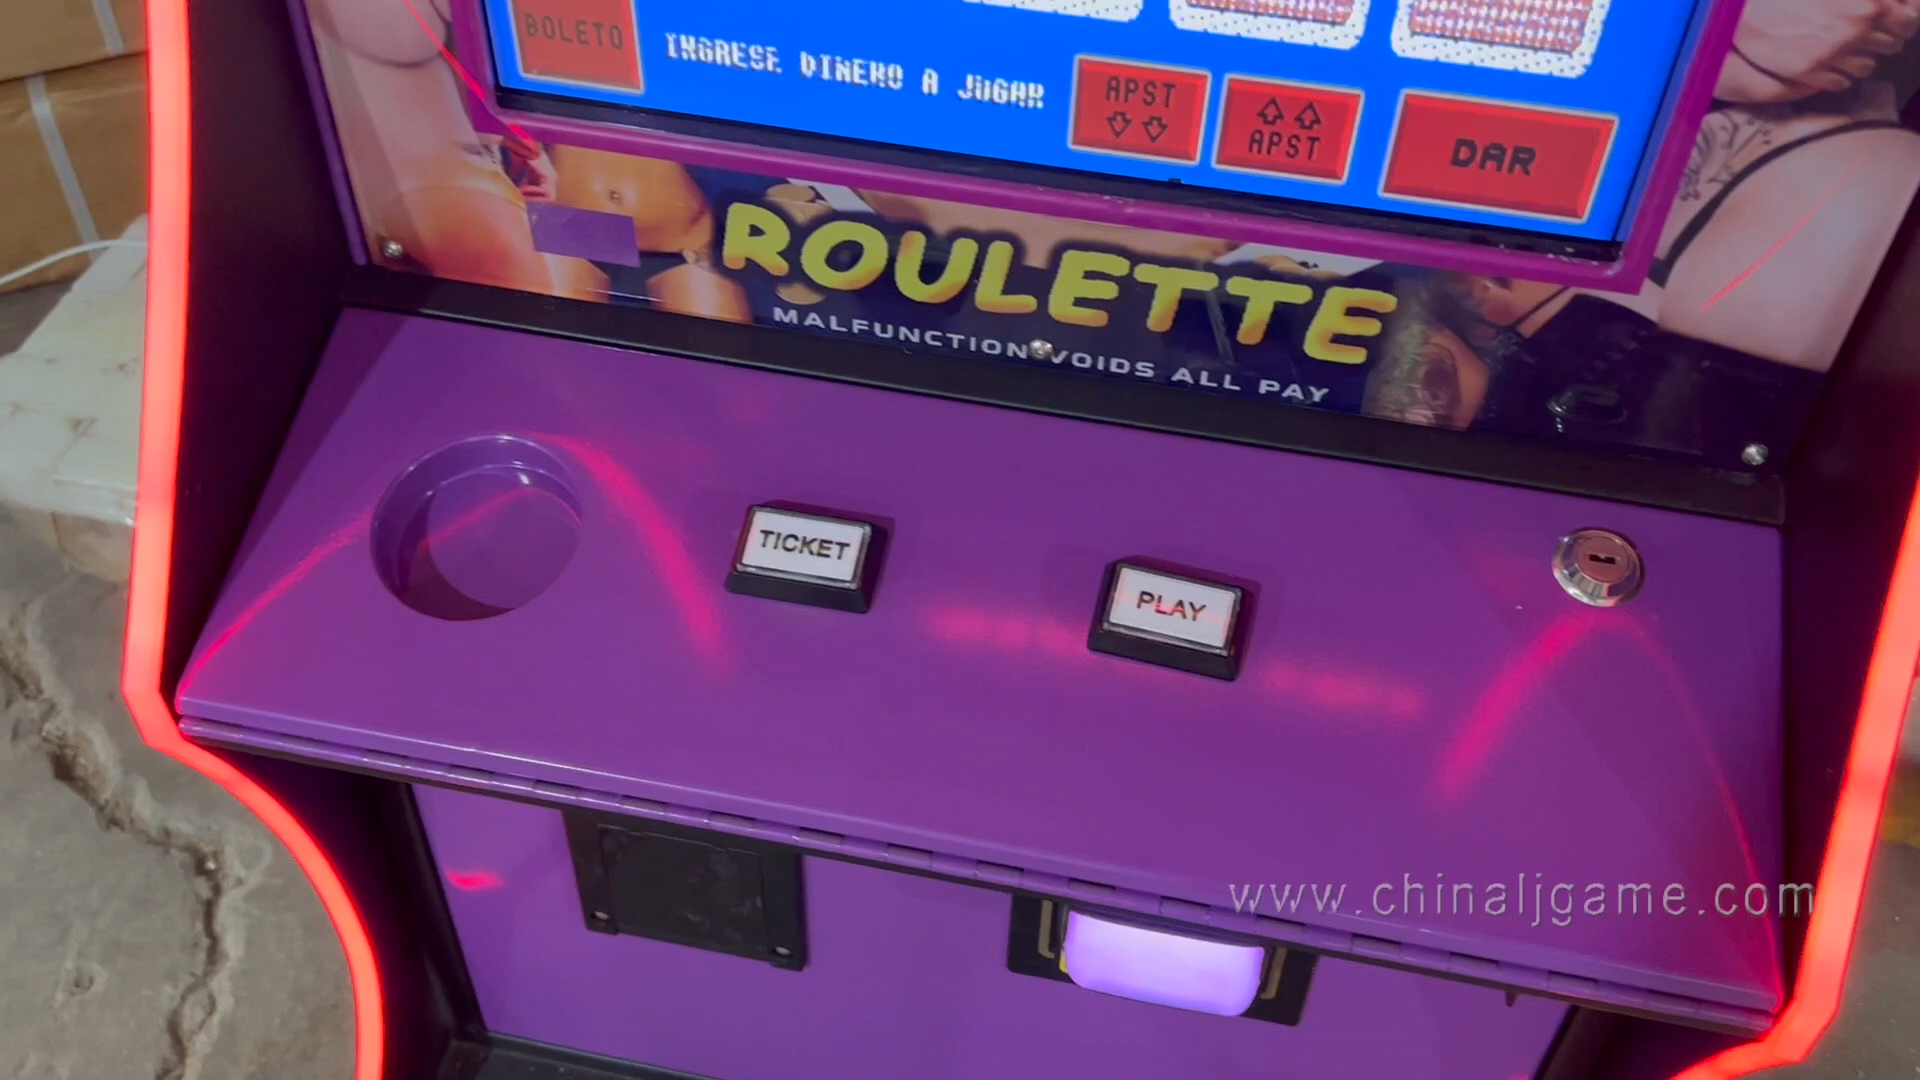 BOLETO
INGRESE DINERO A JUGAR
APST
APST
DAR
ROULETTE
MALFUNCTION VOIDS ALL PAY
TICKET
PLAY
www.chinaljgame.com